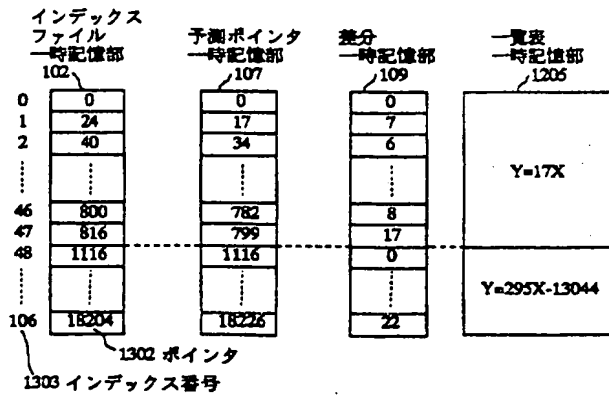 インデックス
ファイル
一時記憶部
102
予測ポインタ
一時記憶部
107
差分
一時記憶部
109
一覧表
一時記憶部
1205
0 0 0 0
1 24 17 7
2 40 34 6
Y=17X
46 800 782 8
47 816 799 17
48 1116 1116 0
Y=295X-13044
106 18204 18226 22
1302 ポインタ
1303 インデックス番号